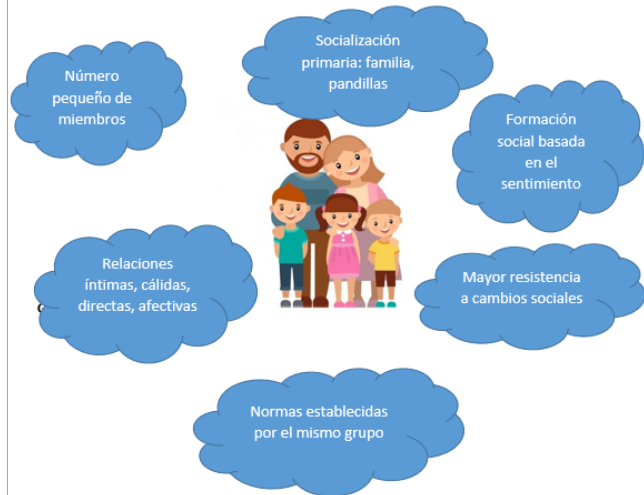 Socialización
primaria: familia,
pandillas
Número
pequeño de
miembros
Formación
social basada
en el
sentimiento
Relaciones
íntimas, cálidas,
directas, afectivas
Mayor resistencia
a cambios sociales
Normas establecidas
por el mismo grupo